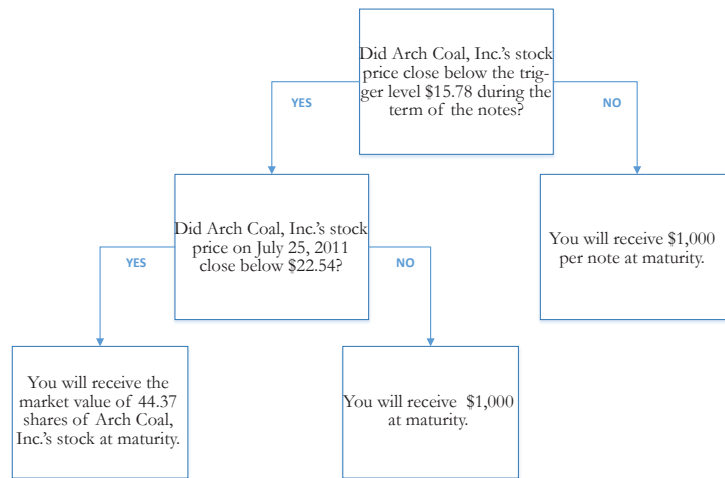 Did Arch Coal, Inc.'s stock
price close below the trig-
ger level $15.78 during the
term of the notes?
YES
NO
Did Arch Coal, Inc.'s stock
price on July 25, 2011
close below $22.54?
You will receive $1,000
per note at maturity.
YES
NO
You will receive the
market value of 44.37
shares of Arch Coal,
Inc.'s stock at maturity.
You will receive $1,000
at maturity.